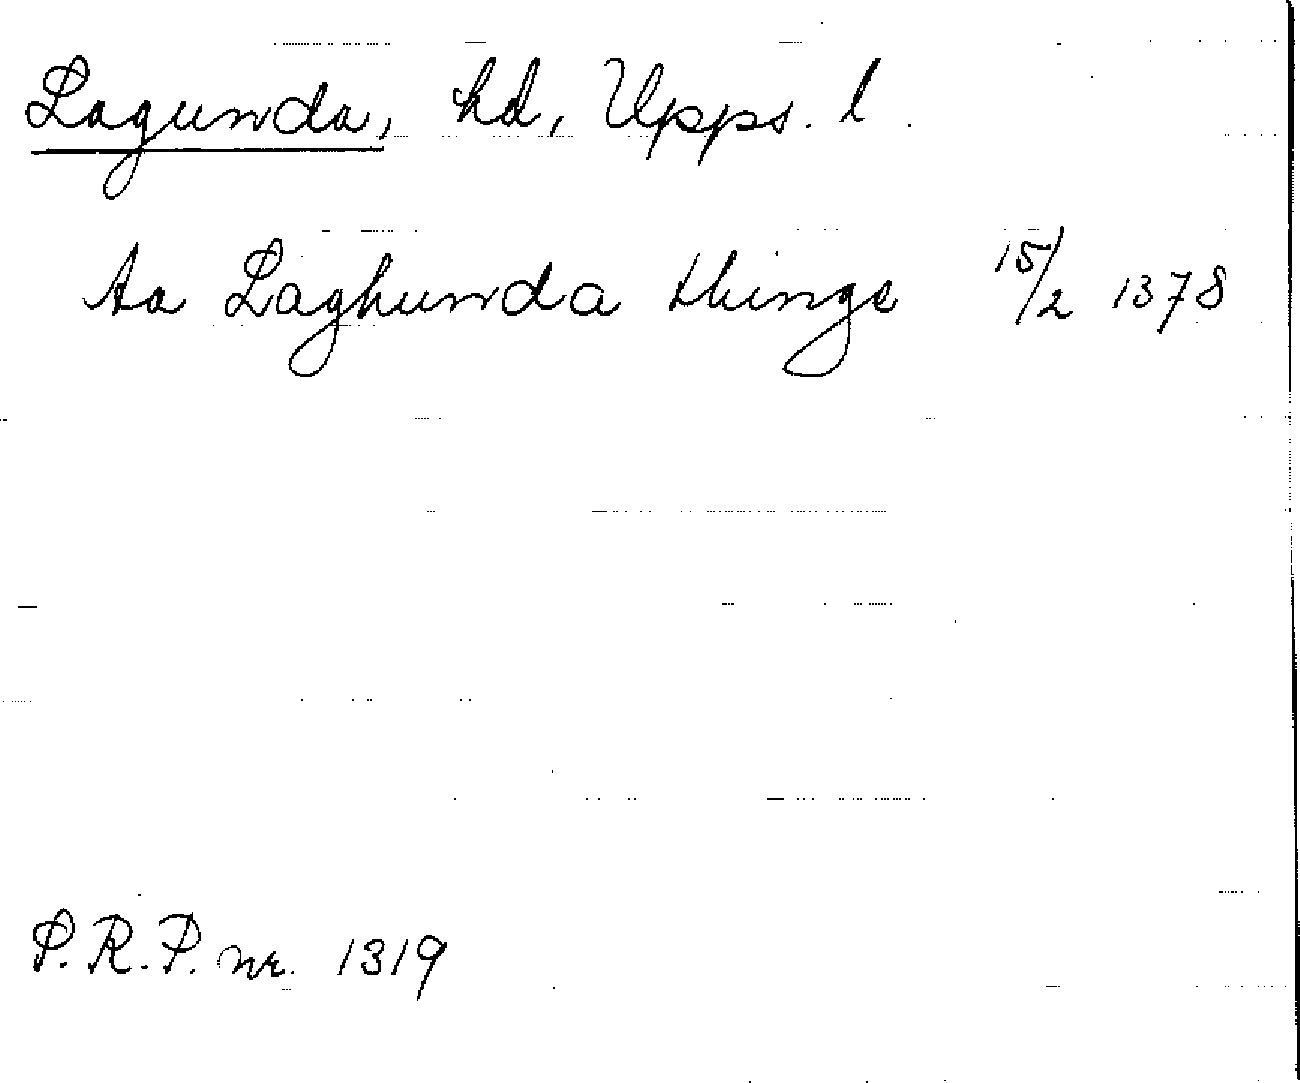 Lagunda, hd, Upps. l.
Aa Laghunda thinge 15/2 1378
P.R.P. nr. 1319